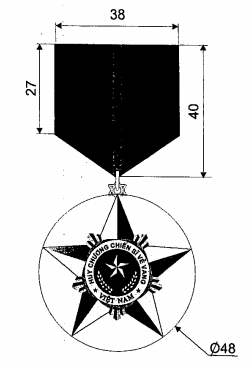 38
27
40
HUY CHƯƠNG CHIẾN SĨ VẺ VANG
VIỆT NAM
Ø48